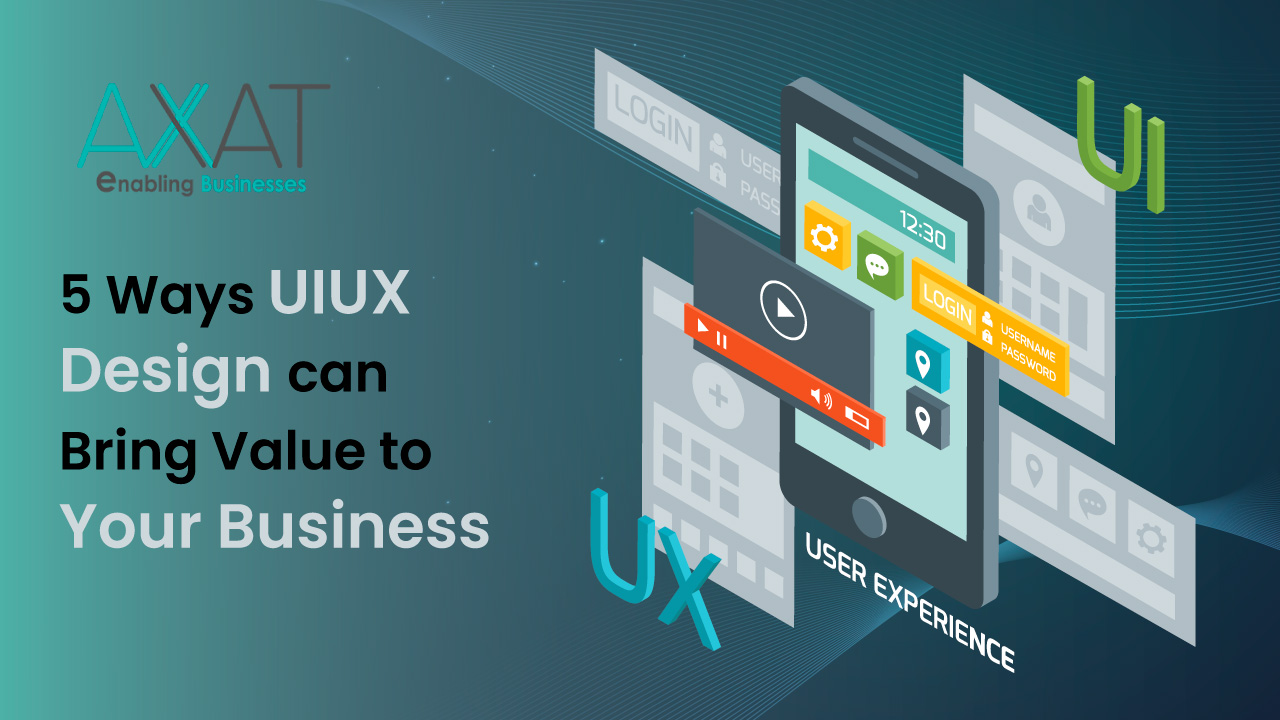 AXAT
enabling Businesses
5 Ways UIUX
Design can
Bring Value to
Your Business
LOGIN
USER
PASS
UI
12:30
LOGIN
USERNAME
PASSWORD
UX
USER EXPERIENCE